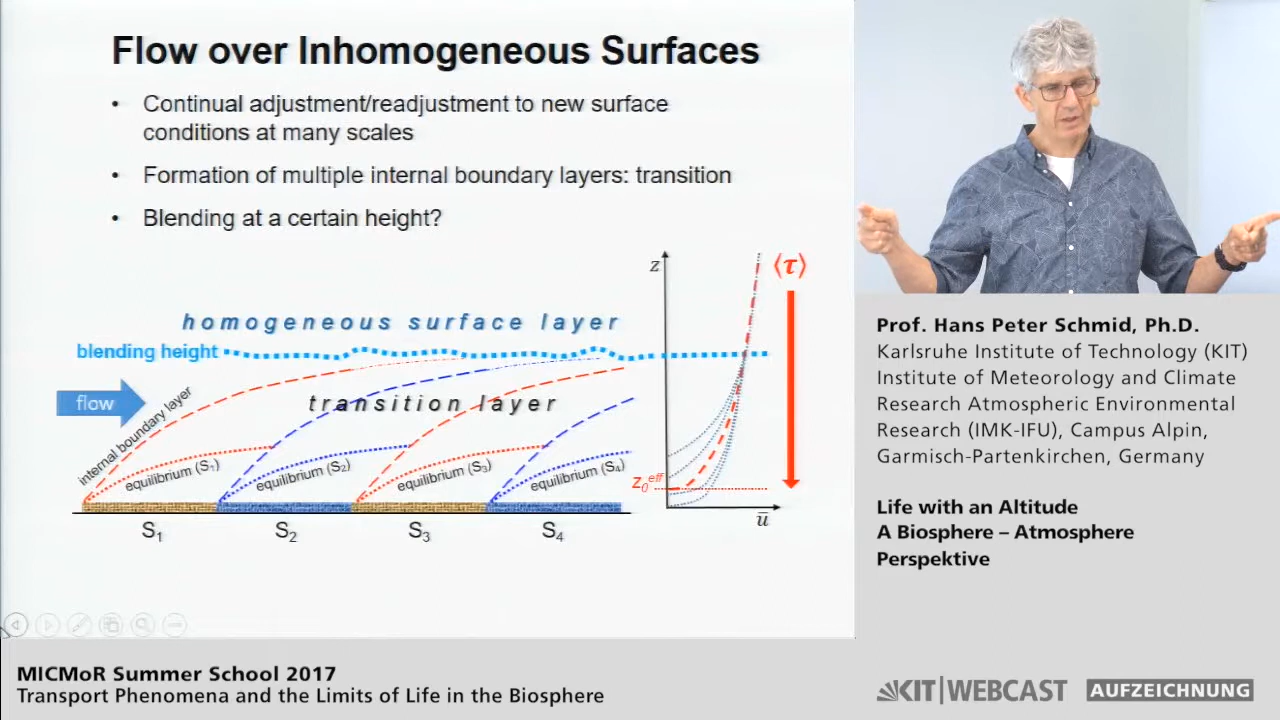 Flow over Inhomogeneous Surfaces
• Continual adjustment/readjustment to new surface
conditions at many scales
• Formation of multiple internal boundary layers: transition
• Blending at a certain height?
homogeneous surface layer
blending height
flow
internal boundary layer
transition layer
equilibrium (S₁)
equilibrium (S₂)
equilibrium (S₃)
equilibrium (S₄)
S₁
S₂
S₃
S₄
z
⟨τ⟩
z₀ᵉᶠᶠ
u̅
Prof. Hans Peter Schmid, Ph.D.
Karlsruhe Institute of Technology (KIT)
Institute of Meteorology and Climate
Research Atmospheric Environmental
Research (IMK-IFU), Campus Alpin,
Garmisch-Partenkirchen, Germany
Life with an Altitude
A Biosphere – Atmosphere
Perspektive
MICMoR Summer School 2017
Transport Phenomena and the Limits of Life in the Biosphere
KIT|WEBCAST AUFZEICHNUNG